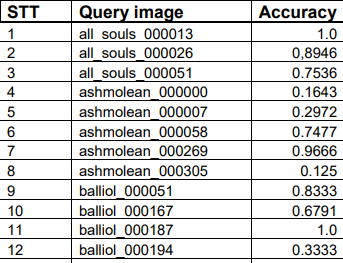 STT Query image Accuracy
1 all_souls_000013 1.0
2 all_souls_000026 0,8946
3 all_souls_000051 0.7536
4 ashmolean_000000 0.1643
5 ashmolean_000007 0.2972
6 ashmolean_000058 0.7477
7 ashmolean_000269 0.9666
8 ashmolean_000305 0.125
9 balliol_000051 0.8333
10 balliol_000167 0.6791
11 balliol_000187 1.0
12 balliol_000194 0.3333